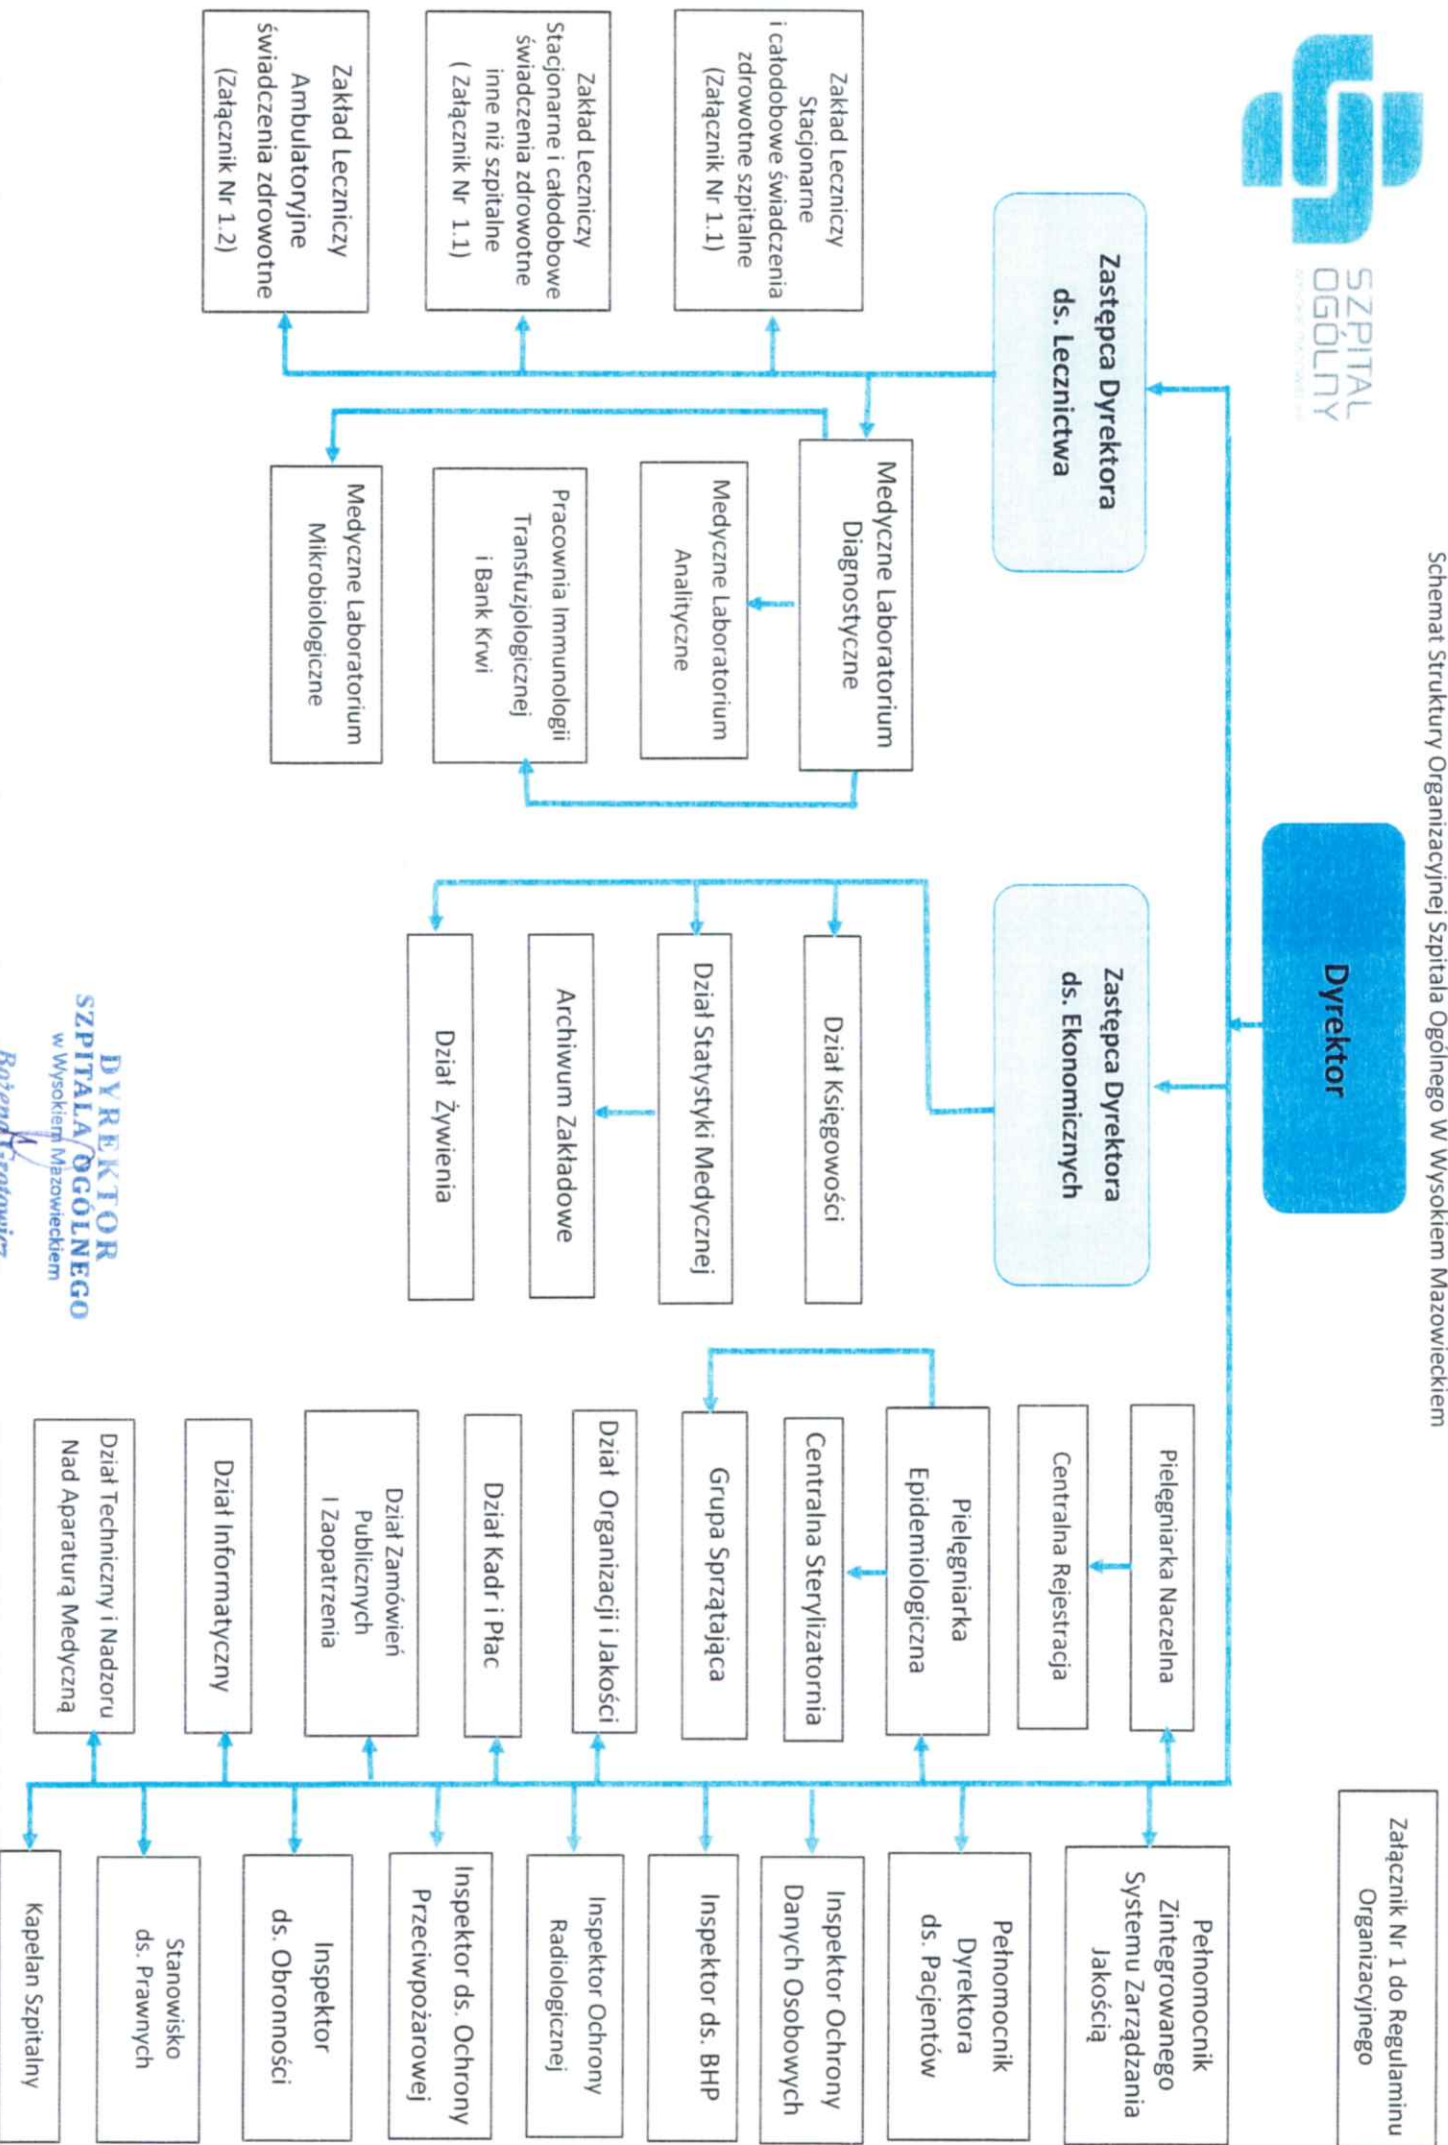 Schemat Struktury Organizacyjnej Szpitala Ogólnego W Wysokiem Mazowieckiem
SZPITAL
OGÓLNY
Załącznik Nr 1 do Regulaminu
Organizacyjnego
Dyrektor
Zastępca Dyrektora
ds. Lecznictwa
Zastępca Dyrektora
ds. Ekonomicznych
Zakład Leczniczy
Stacjonarne
i całodobowe świadczenia
zdrowotne szpitalne
(Załącznik Nr 1.1)
Zakład Leczniczy
Stacjonarne i całodobowe
świadczenia zdrowotne
inne niż szpitalne
( Załącznik Nr 1.1)
Zakład Leczniczy
Ambulatoryjne
świadczenia zdrowotne
(Załącznik Nr 1.2)
Medyczne Laboratorium
Diagnostyczne
Medyczne Laboratorium
Analityczne
Pracownia Immunologii
Transfuzjologicznej
i Bank Krwi
Medyczne Laboratorium
Mikrobiologiczne
Dział Księgowości
Dział Statystyki Medycznej
Archiwum Zakładowe
Dział Żywienia
Pielęgniarka Naczelna
Centralna Rejestracja
Pielęgniarka
Epidemiologiczna
Centralna Sterylizatornia
Grupa Sprzątająca
Dział Organizacji i Jakości
Dział Kadr i Płac
Dział Zamówień
Publicznych
I Zaopatrzenia
Dział Informatyczny
Dział Techniczny i Nadzoru
Nad Aparaturą Medyczną
Pełnomocnik
Zintegrowanego
Systemu Zarządzania
Jakością
Pełnomocnik
Dyrektora
ds. Pacjentów
Inspektor Ochrony
Danych Osobowych
Inspektor ds. BHP
Inspektor Ochrony
Radiologicznej
Inspektor ds. Ochrony
Przeciwpożarowej
Inspektor
ds. Obronności
Stanowisko
ds. Prawnych
Kapelan Szpitalny
DYREKTOR
SZPITALA OGÓLNEGO
w Wysokiem Mazowieckiem
Bożena Grotowicz